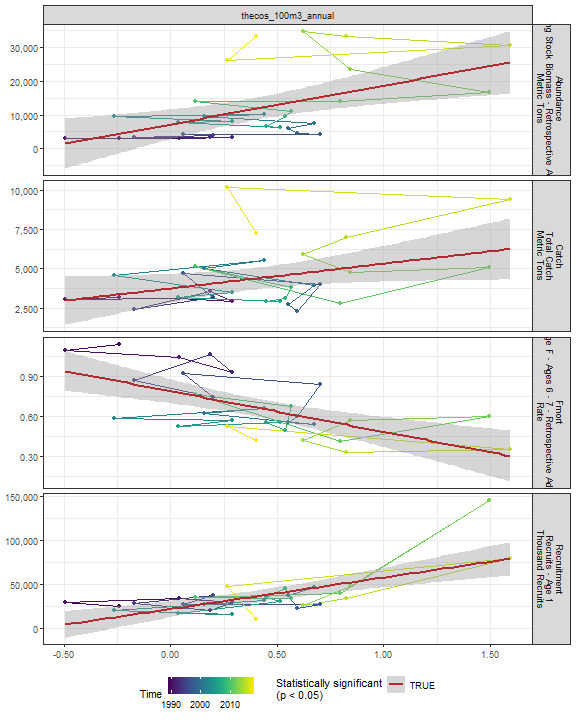 thecos_100m3_annual
30,000
20,000
10,000
0
Abundance
ng Stock Biomass - Retrospective A
Metric Tons
10,000
7,500
5,000
2,500
Catch
Total Catch
Metric Tons
0.90
0.60
0.30
Fmort
e F - Ages 6 - 7 - Retrospective Ad
Rate
150,000
100,000
50,000
0
Recruitment
Recruits - Age 1
Thousand Recruits
-0.50
0.00
0.50
1.00
1.50
Time
1990 2000 2010
Statistically significant
(p < 0.05)
TRUE